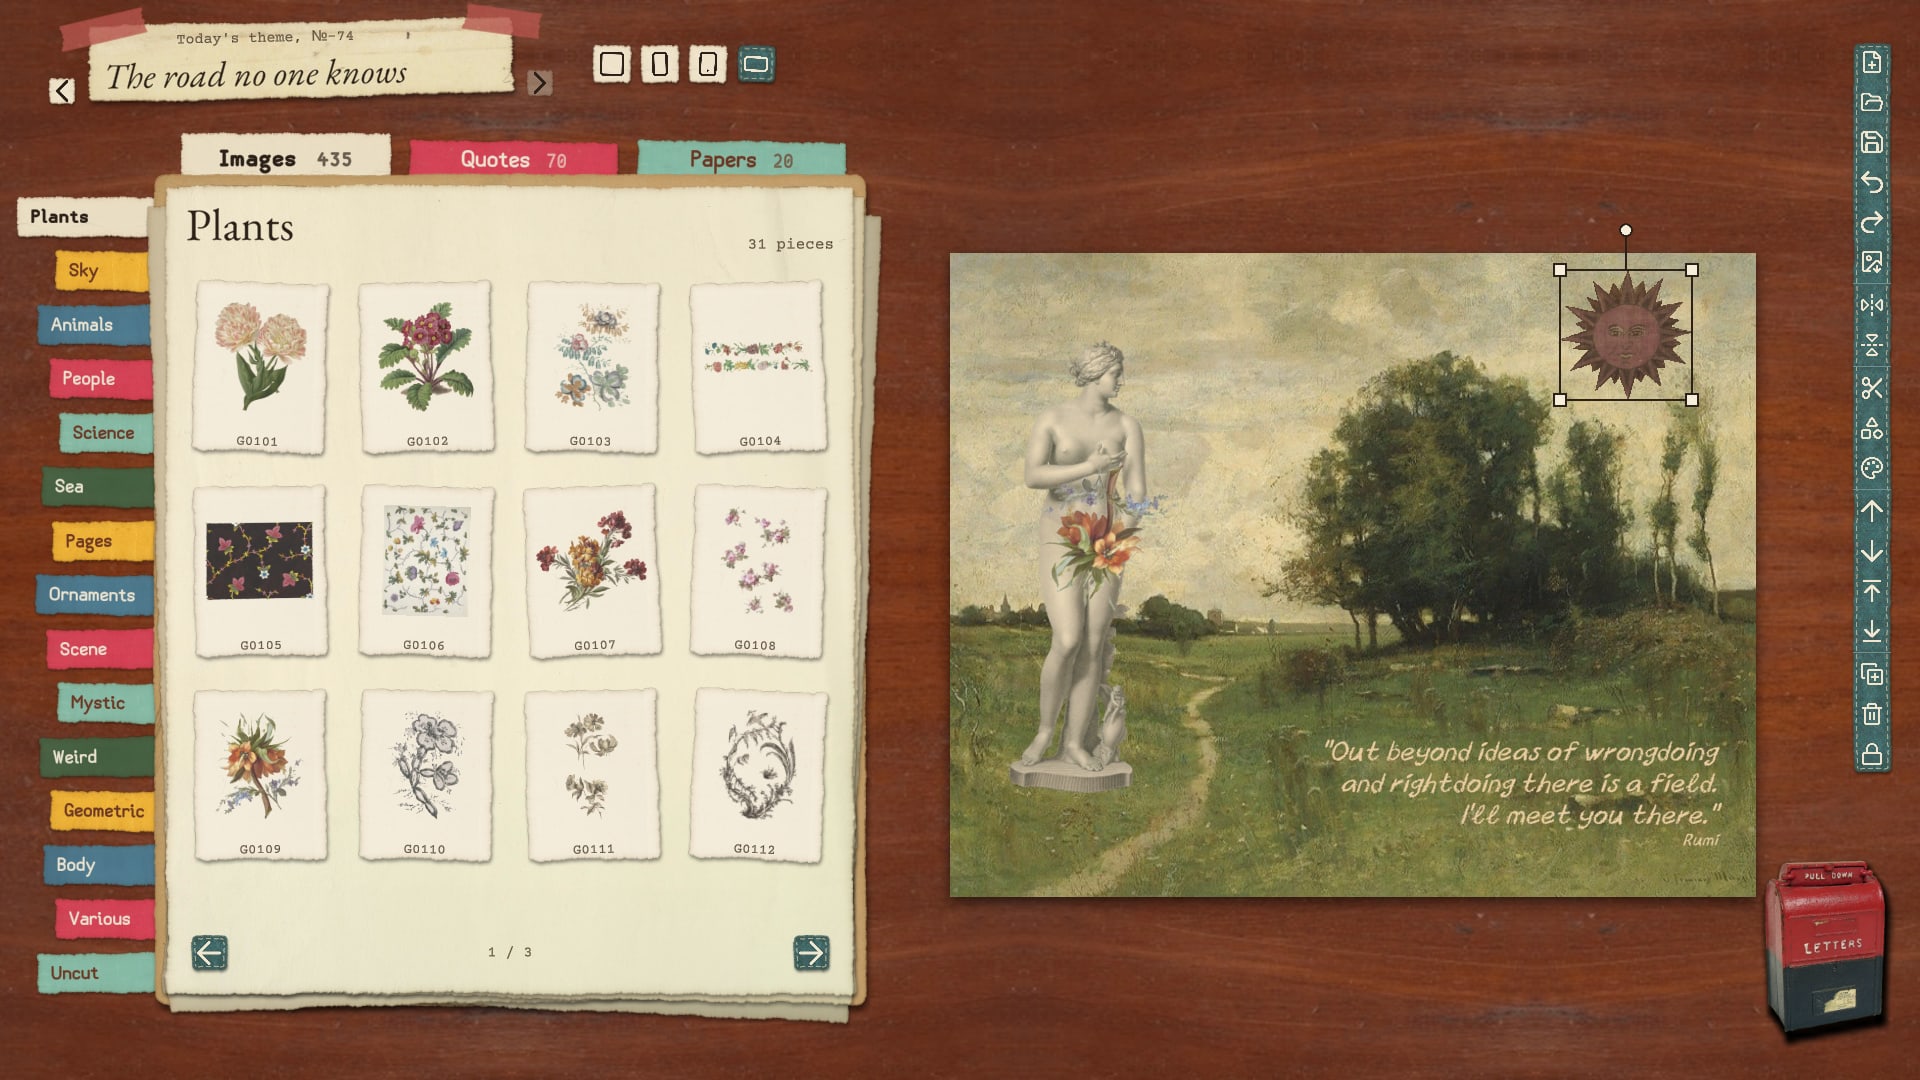 Today's theme, №-74
The road no one knows
Images 435
Quotes 70
Papers 20
Plants
Sky
Animals
People
Science
Sea
Pages
Ornaments
Scene
Mystic
Weird
Geometric
Body
Various
Uncut
Plants
31 pieces
G0101
G0102
G0103
G0104
G0105
G0106
G0107
G0108
G0109
G0110
G0111
G0112
1 / 3
"Out beyond ideas of wrongdoing
and rightdoing there is a field.
I'll meet you there."
Rumi
PULL DOWN
LETTERS